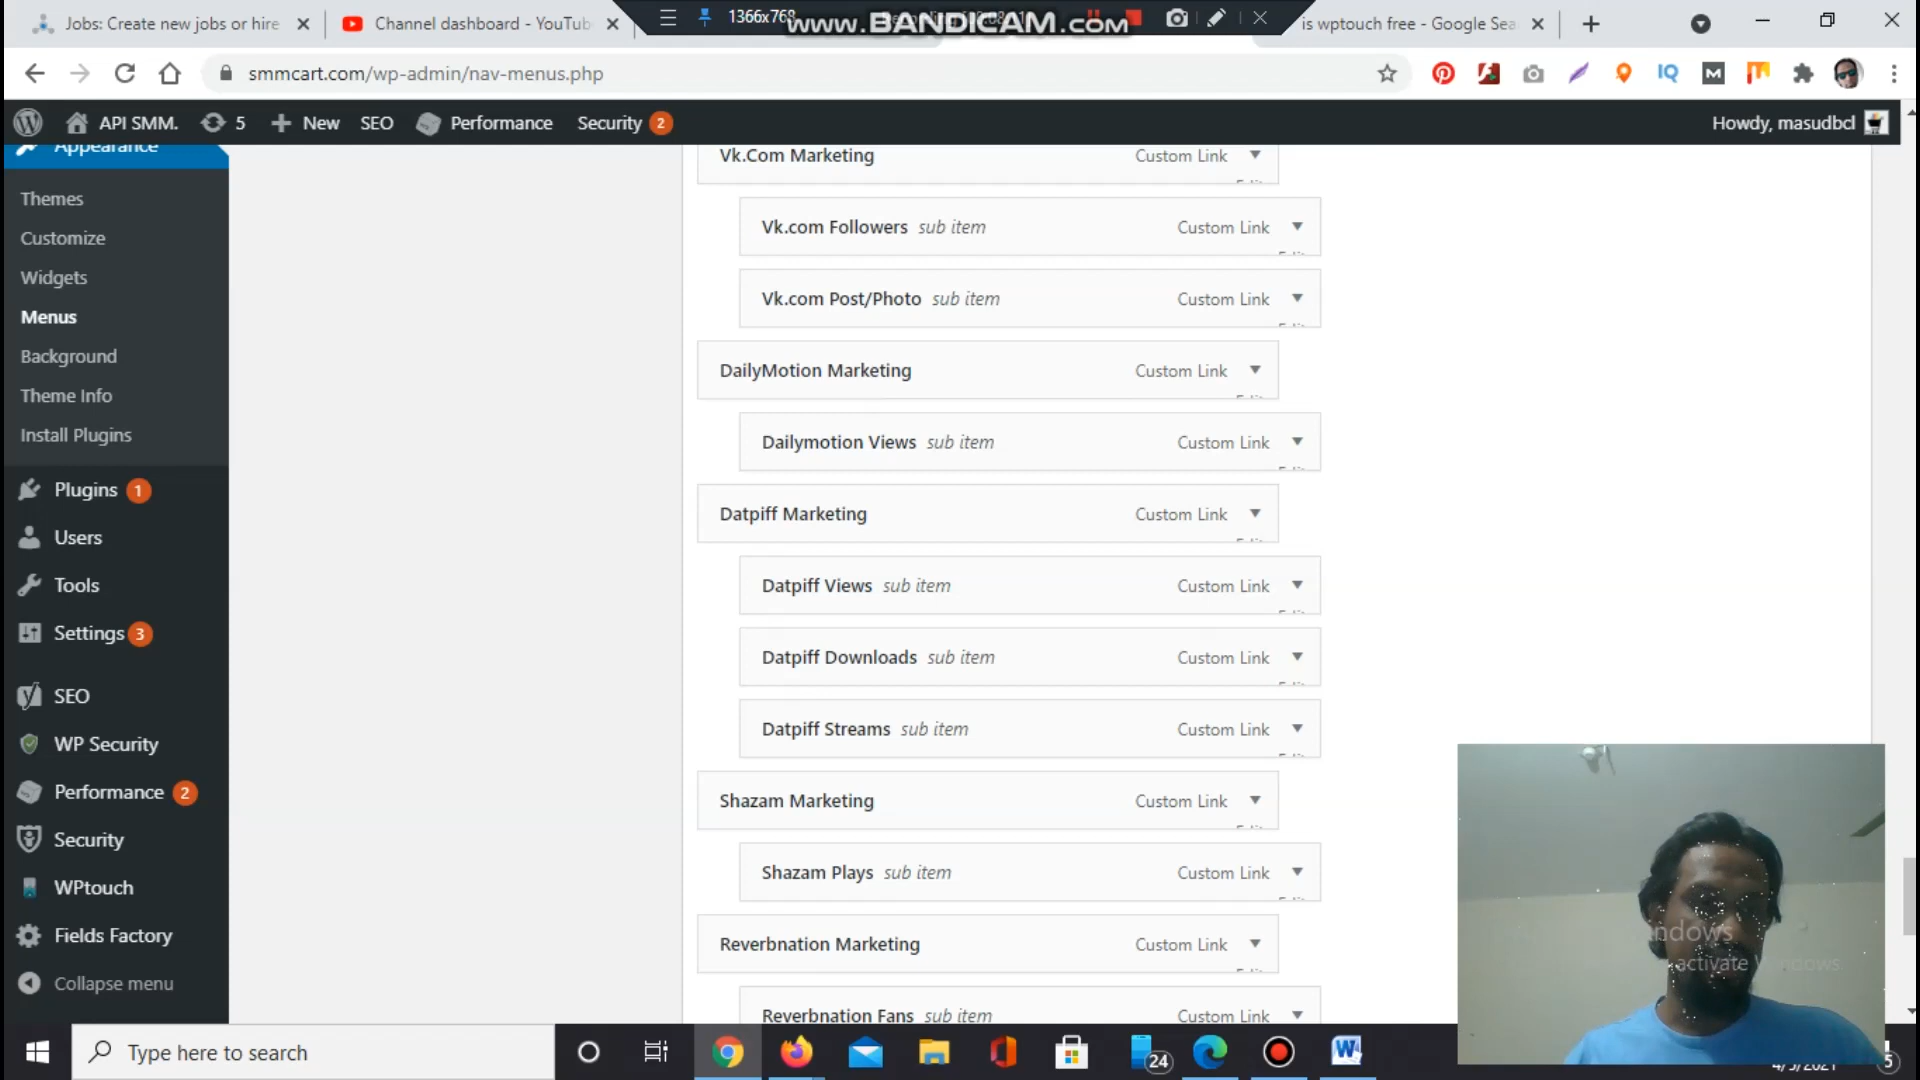 Jobs: Create new jobs or hire
Channel dashboard - YouTub
1366x768
www.BANDICAM.com
is wptouch free - Google Sea
smmcart.com/wp-admin/nav-menus.php
API SMM.
5
New
SEO
Performance
Security 2
Howdy, masudbcl
Appearance
Themes
Customize
Widgets
Menus
Background
Theme Info
Install Plugins
Plugins 1
Users
Tools
Settings 3
SEO
WP Security
Performance 2
Security
WPtouch
Fields Factory
Collapse menu
Vk.Com Marketing Custom Link
Vk.com Followers sub item Custom Link
Vk.com Post/Photo sub item Custom Link
DailyMotion Marketing Custom Link
Dailymotion Views sub item Custom Link
Datpiff Marketing Custom Link
Datpiff Views sub item Custom Link
Datpiff Downloads sub item Custom Link
Datpiff Streams sub item Custom Link
Shazam Marketing Custom Link
Shazam Plays sub item Custom Link
Reverbnation Marketing Custom Link
Reverbnation Fans sub item Custom Link
activate Windows
Type here to search
24
5